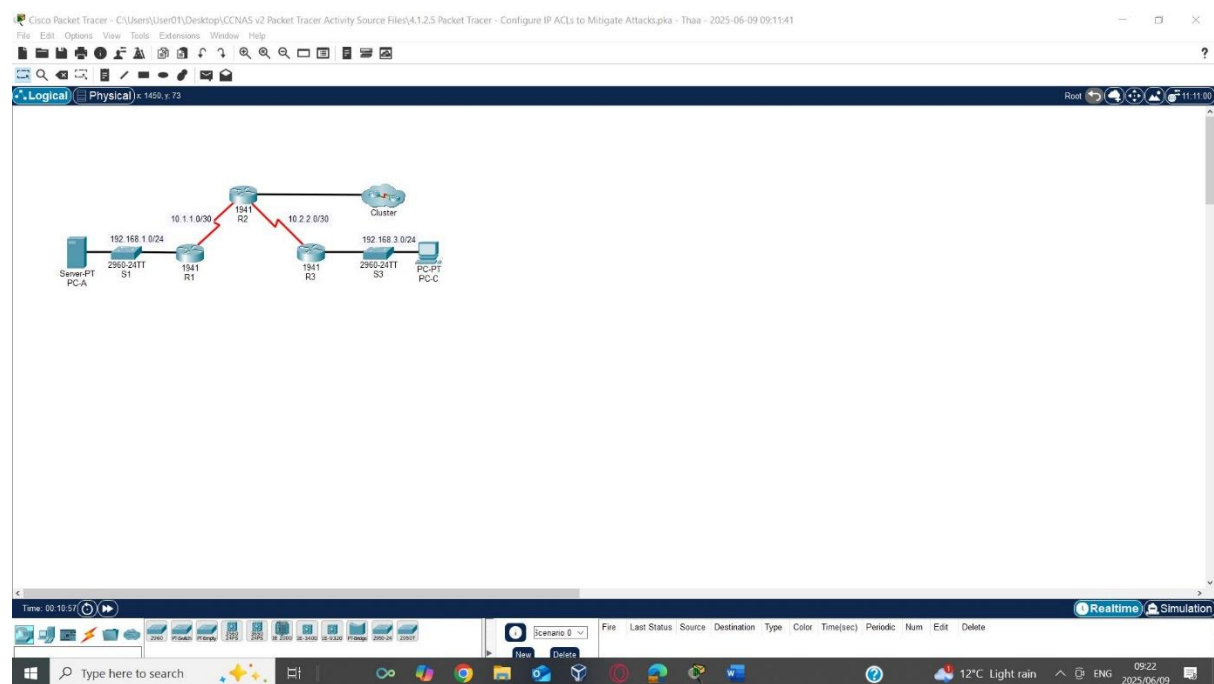 Cisco Packet Tracer - C:\Users\User01\Desktop\CCNAS v2 Packet Tracer Activity Source Files\4.1.2.5 Packet Tracer - Configure IP ACLs to Mitigate Attacks.pka - Thaa - 2025-06-09 09:11:41
File Edit Options View Tools Extensions Window Help
?
Logical Physical x: 1450, y: 73 Root 11:11:00
1941
R2
Cluster
10.1.1.0/30 10.2.2.0/30
192.168.1.0/24 192.168.3.0/24
Server-PT
PC-A
2960-24TT
S1
1941
R1
1941
R3
2960-24TT
S3
PC-PT
PC-C
Time: 00:10:57 Realtime Simulation
Scenario 0 Fire Last Status Source Destination Type Color Time(sec) Periodic Num Edit Delete
New Delete
Type here to search 12°C Light rain ENG 09:22
2025/06/09